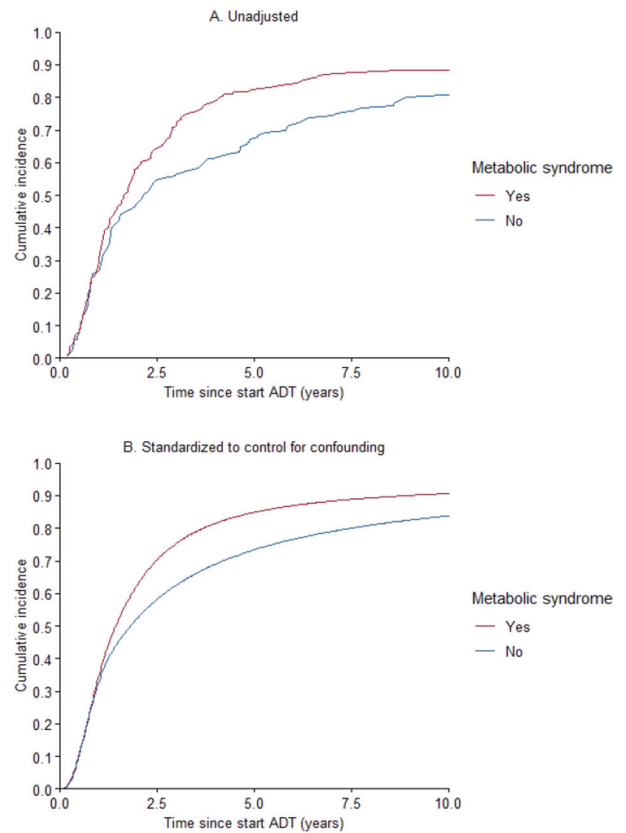 A. Unadjusted
1.0
0.9
0.8
0.7
0.6
0.5
0.4
0.3
0.2
0.1
0.0
Cumulative incidence
0.0 2.5 5.0 7.5 10.0
Time since start ADT (years)
Metabolic syndrome
Yes
No
B. Standardized to control for confounding
1.0
0.9
0.8
0.7
0.6
0.5
0.4
0.3
0.2
0.1
0.0
Cumulative incidence
0.0 2.5 5.0 7.5 10.0
Time since start ADT (years)
Metabolic syndrome
Yes
No